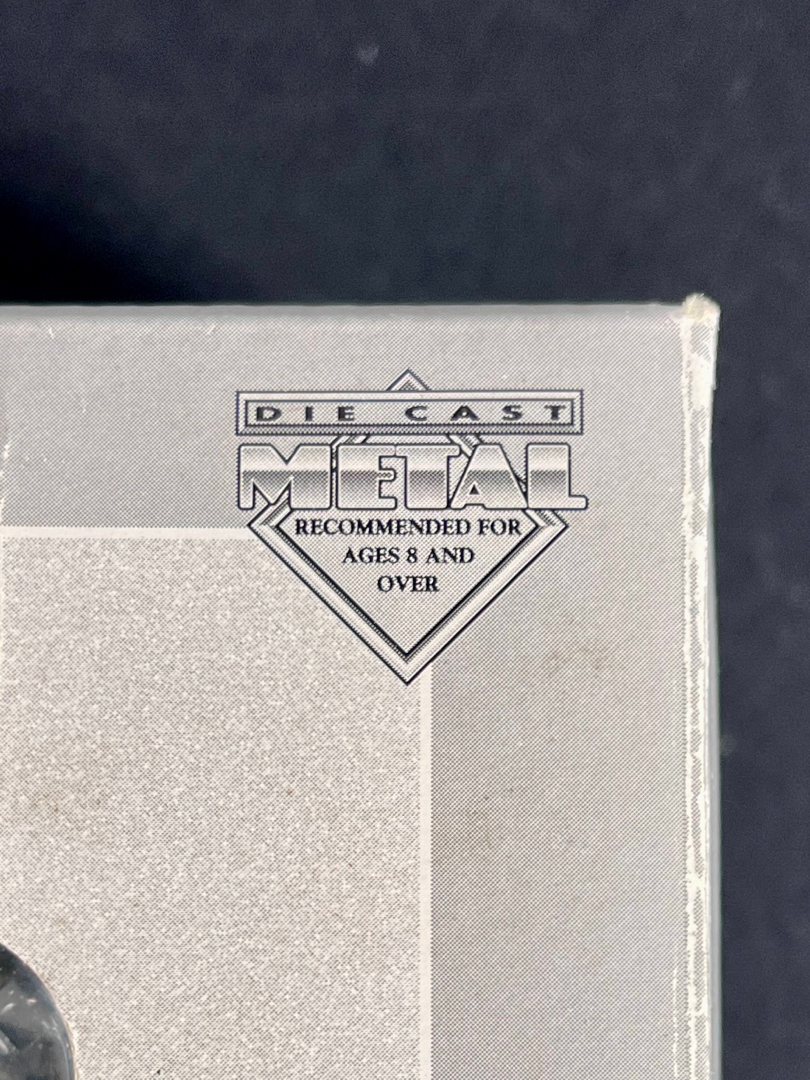 DIE CAST
METAL
RECOMMENDED FOR
AGES 8 AND
OVER